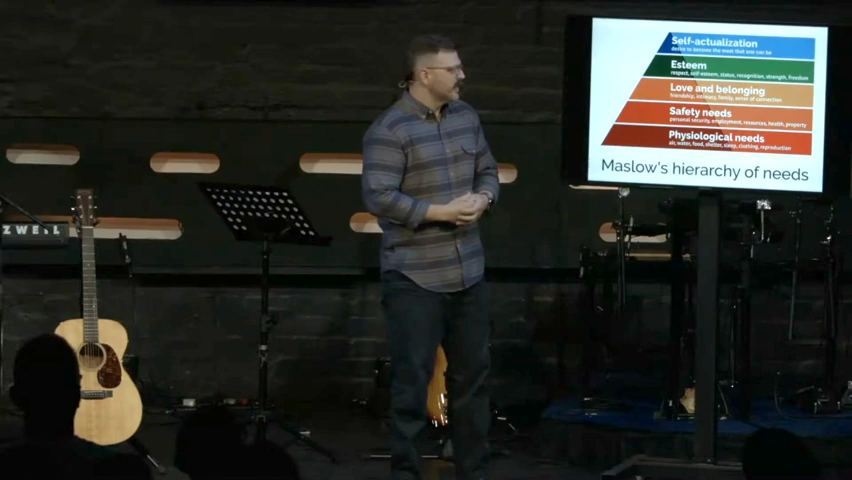 Self-actualization
desire to become the most that one can be
Esteem
respect, self-esteem, status, recognition, strength, freedom
Love and belonging
friendship, intimacy, family, sense of connection
Safety needs
personal security, employment, resources, health, property
Physiological needs
air, water, food, shelter, sleep, clothing, reproduction
Maslow's hierarchy of needs
ZWEIL